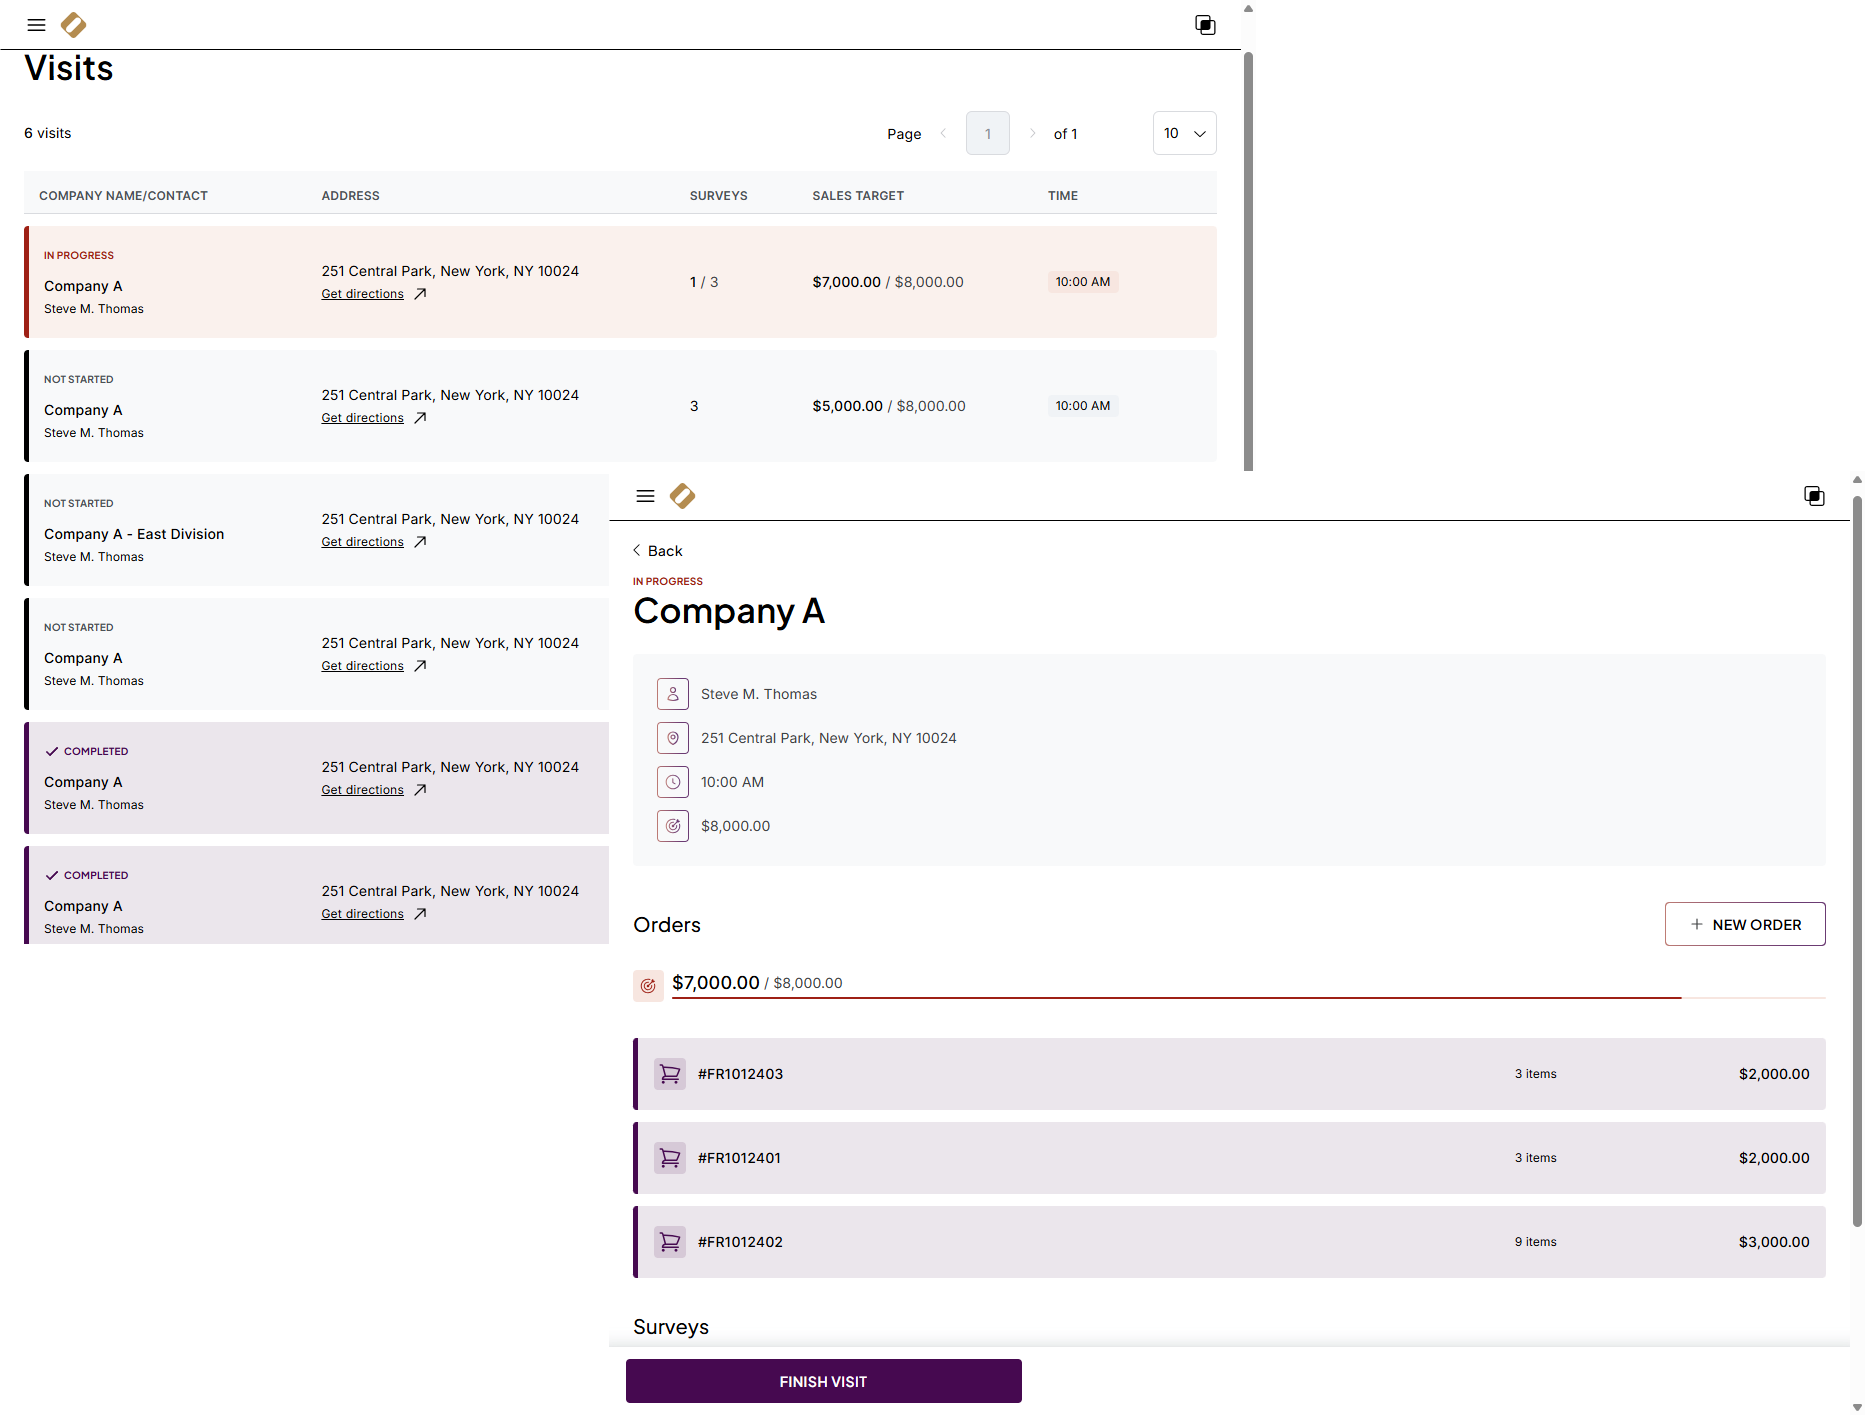 Visits
6 visits
Page 1 of 1
10
COMPANY NAME/CONTACT ADDRESS SURVEYS SALES TARGET TIME
IN PROGRESS
Company A
Steve M. Thomas
251 Central Park, New York, NY 10024
Get directions
1 / 3
$7,000.00 / $8,000.00
10:00 AM
NOT STARTED
Company A
Steve M. Thomas
251 Central Park, New York, NY 10024
Get directions
3
$5,000.00 / $8,000.00
10:00 AM
NOT STARTED
Company A - East Division
Steve M. Thomas
251 Central Park, New York, NY 10024
Get directions
NOT STARTED
Company A
Steve M. Thomas
251 Central Park, New York, NY 10024
Get directions
COMPLETED
Company A
Steve M. Thomas
251 Central Park, New York, NY 10024
Get directions
COMPLETED
Company A
Steve M. Thomas
251 Central Park, New York, NY 10024
Get directions
Back
IN PROGRESS
Company A
Steve M. Thomas
251 Central Park, New York, NY 10024
10:00 AM
$8,000.00
Orders
NEW ORDER
$7,000.00 / $8,000.00
#FR1012403 3 items $2,000.00
#FR1012401 3 items $2,000.00
#FR1012402 9 items $3,000.00
Surveys
FINISH VISIT